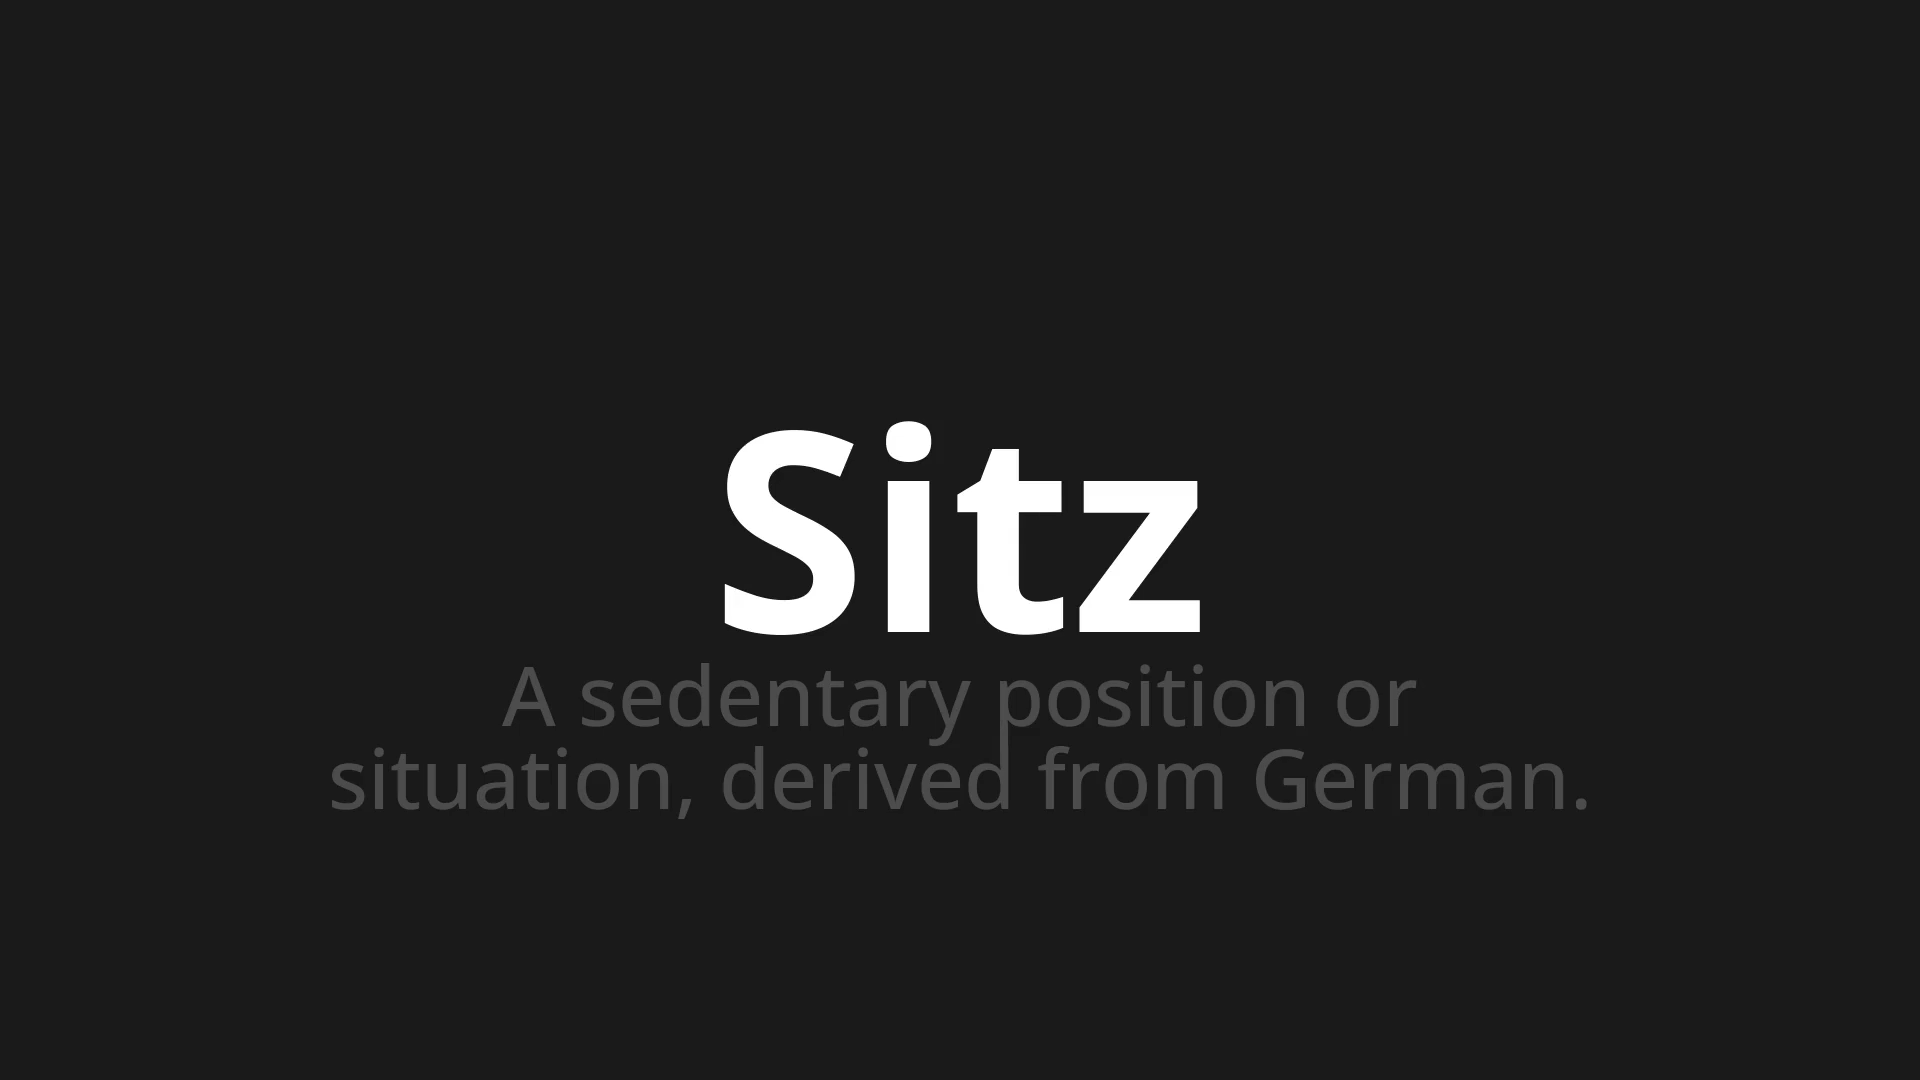 Sitz
A sedentary position or
situation, derived from German.